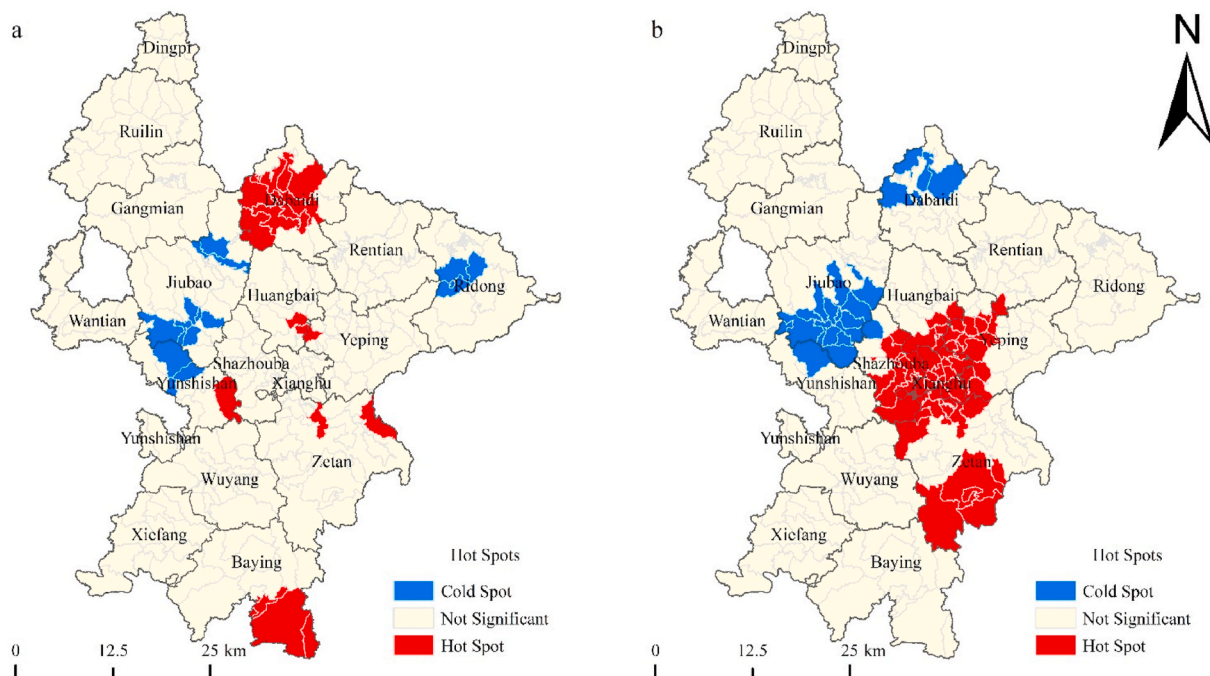 a
Dingpi
Ruilin
Gangmian
Dabaidi
Rentian
Jiubao
Huangbai
Ridong
Wantian
Yeping
Shazhouba
Yunshishan
Xianghu
Yunshishan
Zetan
Wuyang
Xiefang
Baying
Hot Spots
Cold Spot
Not Significant
Hot Spot
0 12.5 25 km
b
N
Dingpi
Ruilin
Gangmian
Dabaidi
Rentian
Jiubao
Huangbai
Ridong
Wantian
Yeping
Shazhouba
Yunshishan
Xianghu
Yunshishan
Zetan
Wuyang
Xiefang
Baying
Hot Spots
Cold Spot
Not Significant
Hot Spot
0 12.5 25 km